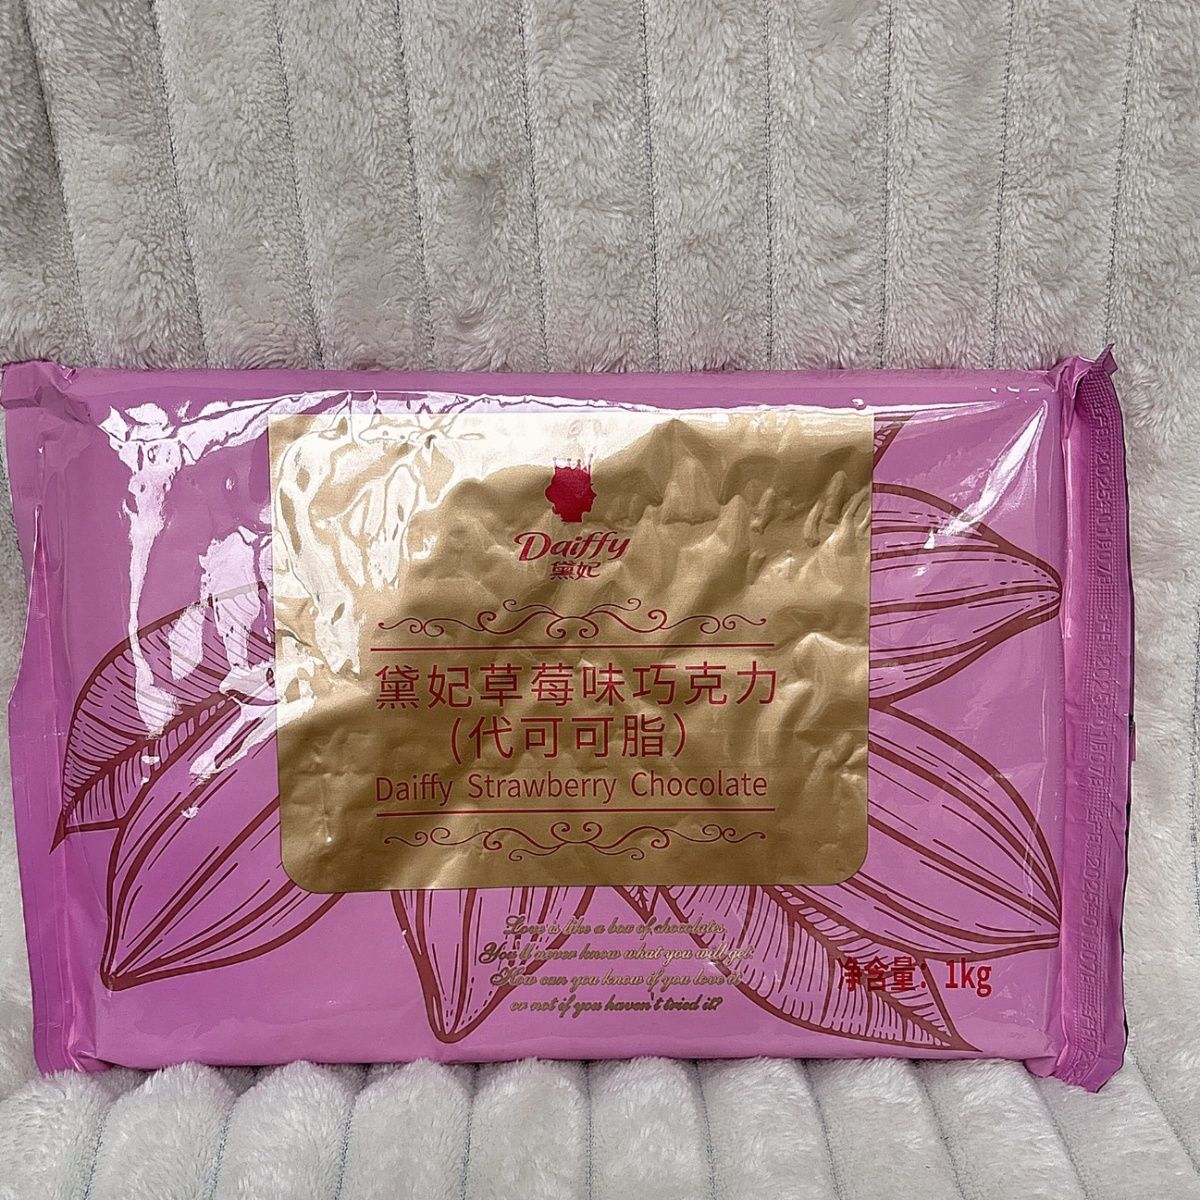 Daiffy
黛妃
黛妃草莓味巧克力
(代可可脂)
Daiffy Strawberry Chocolate
Love is like a box of chocolates
You'll never know what you will get
How can you know if you love it
or not if you haven't tried it?
净含量: 1kg